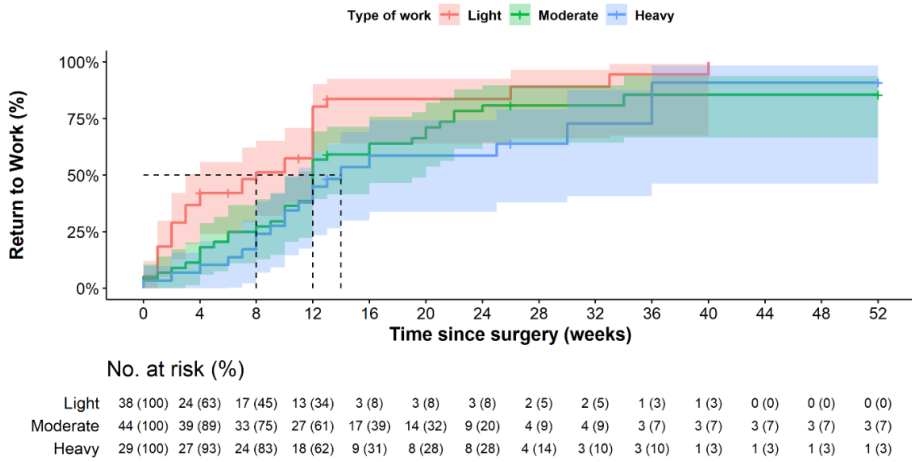 Type of work Light Moderate Heavy
100%
75%
50%
25%
0%
Return to Work (%)
0 4 8 12 16 20 24 28 32 36 40 44 48 52
Time since surgery (weeks)
No. at risk (%)
Light 38 (100) 24 (63) 17 (45) 13 (34) 3 (8) 3 (8) 3 (8) 2 (5) 2 (5) 1 (3) 1 (3) 0 (0) 0 (0) 0 (0)
Moderate 44 (100) 39 (89) 33 (75) 27 (61) 17 (39) 14 (32) 9 (20) 4 (9) 4 (9) 3 (7) 3 (7) 3 (7) 3 (7) 3 (7)
Heavy 29 (100) 27 (93) 24 (83) 18 (62) 9 (31) 8 (28) 8 (28) 4 (14) 3 (10) 3 (10) 1 (3) 1 (3) 1 (3) 1 (3)